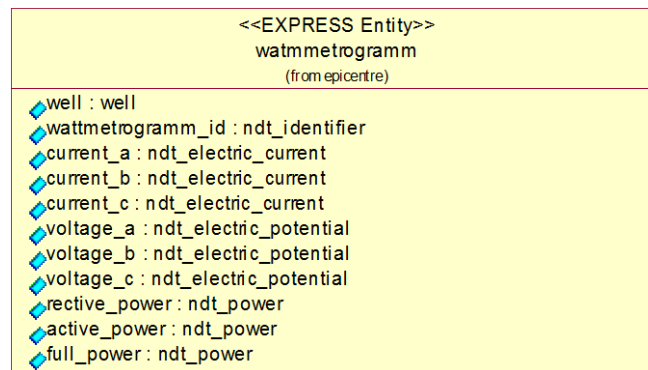 <<EXPRESS Entity>>
watmmetrogramm
(from epicentre)
well : well
wattmetrogramm_id : ndt_identifier
current_a : ndt_electric_current
current_b : ndt_electric_current
current_c : ndt_electric_current
voltage_a : ndt_electric_potential
voltage_b : ndt_electric_potential
voltage_c : ndt_electric_potential
rective_power : ndt_power
active_power : ndt_power
full_power : ndt_power